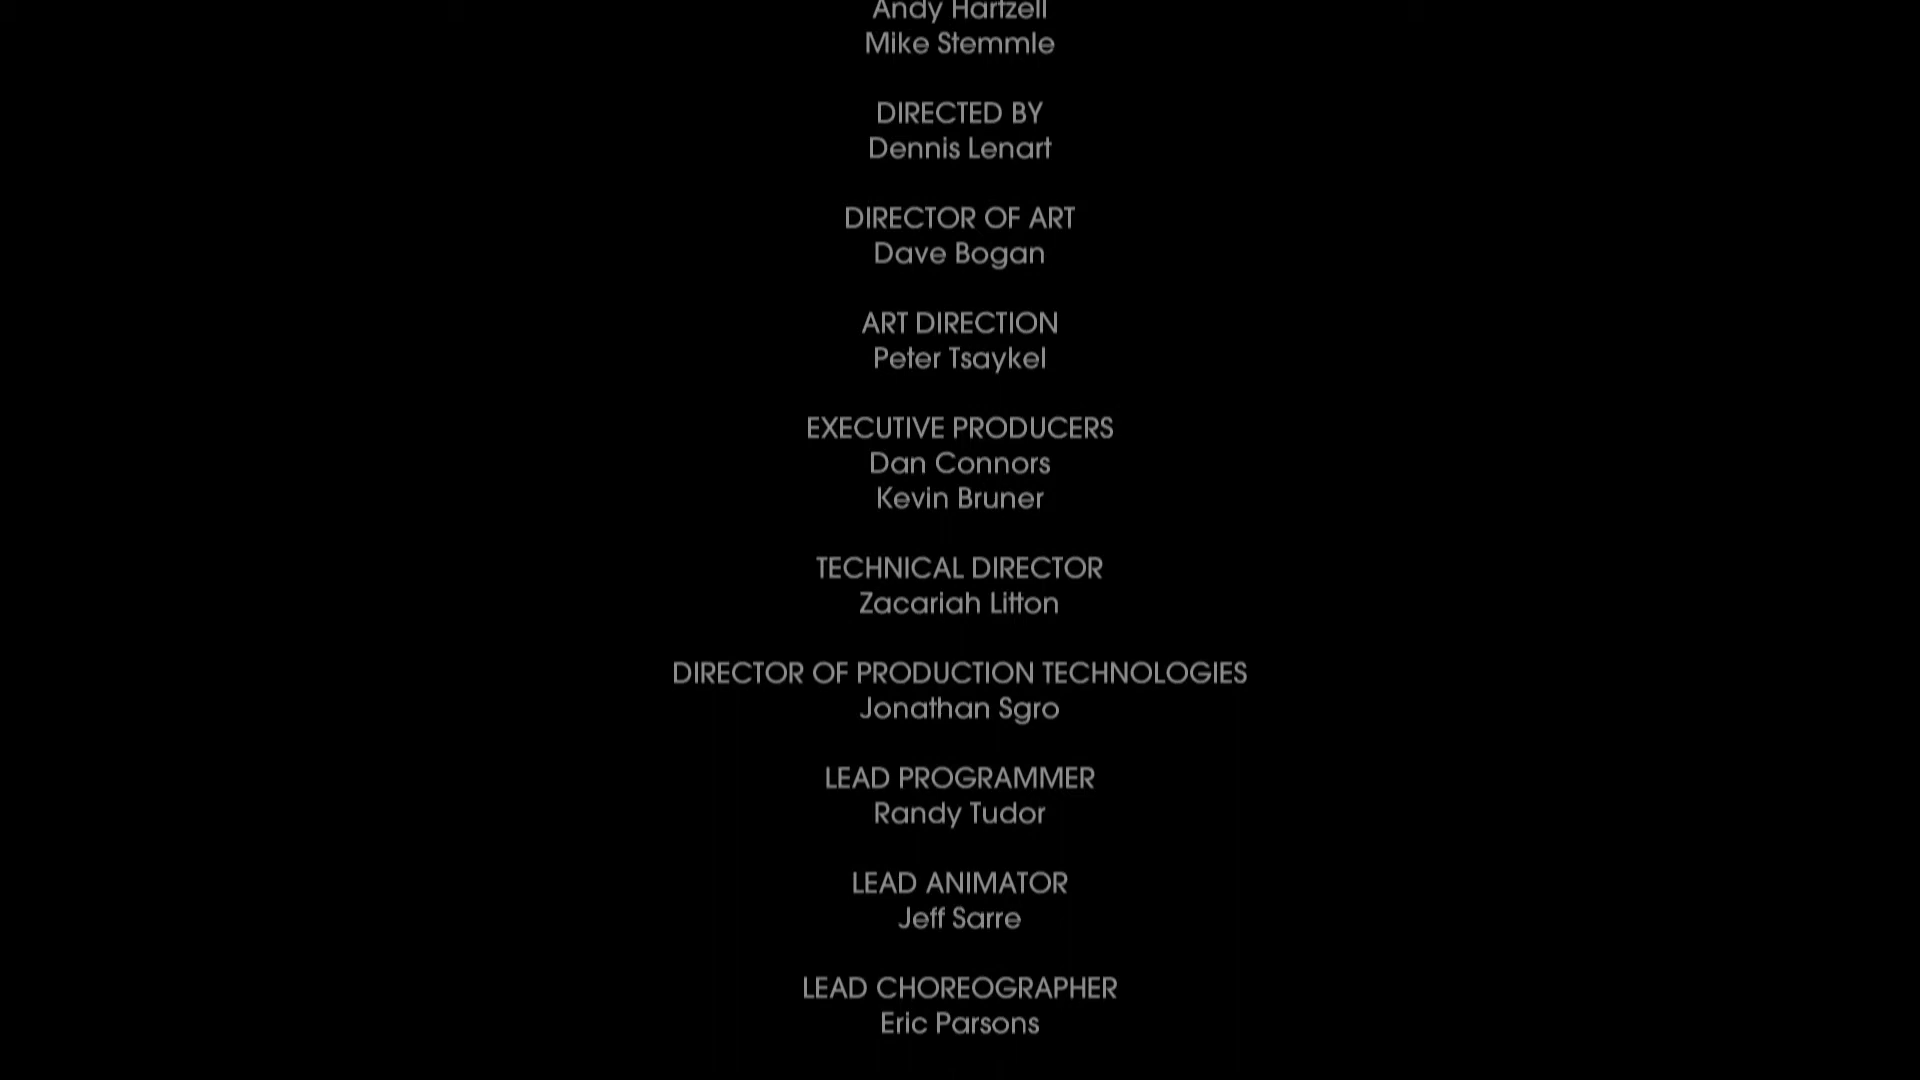 Andy Hartzell
Mike Stemmle
DIRECTED BY
Dennis Lenart
DIRECTOR OF ART
Dave Bogan
ART DIRECTION
Peter Tsaykel
EXECUTIVE PRODUCERS
Dan Connors
Kevin Bruner
TECHNICAL DIRECTOR
Zacariah Litton
DIRECTOR OF PRODUCTION TECHNOLOGIES
Jonathan Sgro
LEAD PROGRAMMER
Randy Tudor
LEAD ANIMATOR
Jeff Sarre
LEAD CHOREOGRAPHER
Eric Parsons